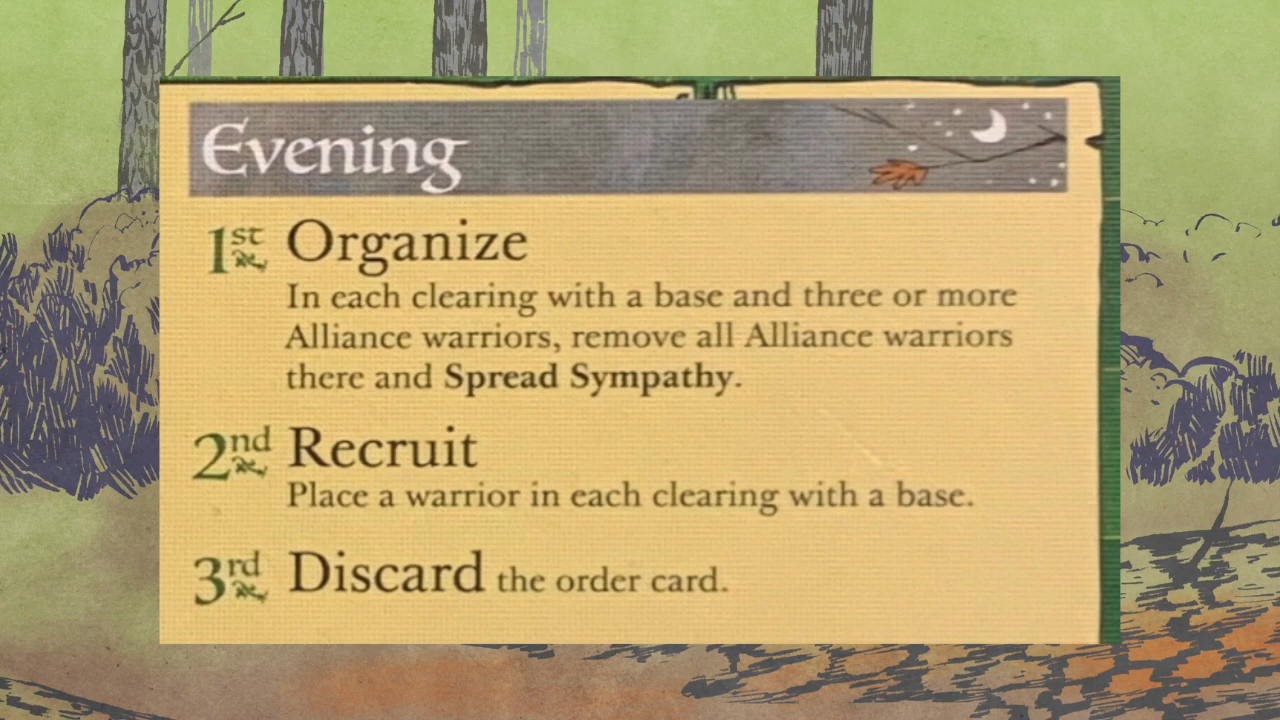 Evening
1st Organize
In each clearing with a base and three or more
Alliance warriors, remove all Alliance warriors
there and Spread Sympathy.
2nd Recruit
Place a warrior in each clearing with a base.
3rd Discard the order card.